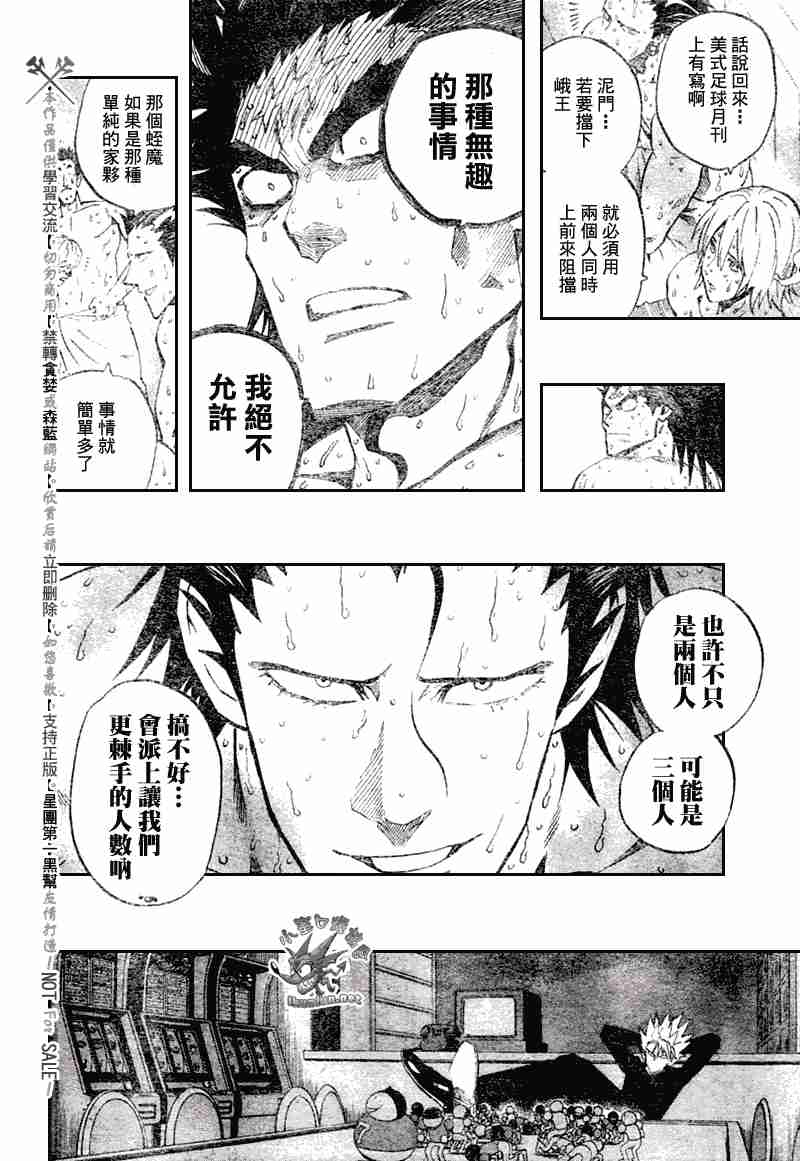 話說回來…
美式足球月刊
上有寫啊
泥門…
若要擋下
峨王
就必須用
兩個人同時
上前來阻擋
那種無趣
的事情
我絕不
允許
那個蛭魔
如果是那種
單純的家夥
事情就
簡單多了
也許不只
是兩個人
可能是
三個人
搞不好…
會派上讓我們
更棘手的人數吶
•本作品僅供學習交流【切勿商用【禁轉貪婪或森藍網站【欣賞后請立即刪除【如您喜歡,支持正版【星團第一黑幫友情打造!NOT For SALE